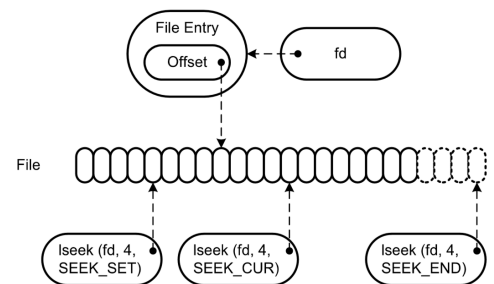 File Entry
Offset
fd
File
lseek (fd, 4,
SEEK_SET)
lseek (fd, 4,
SEEK_CUR)
lseek (fd, 4,
SEEK_END)